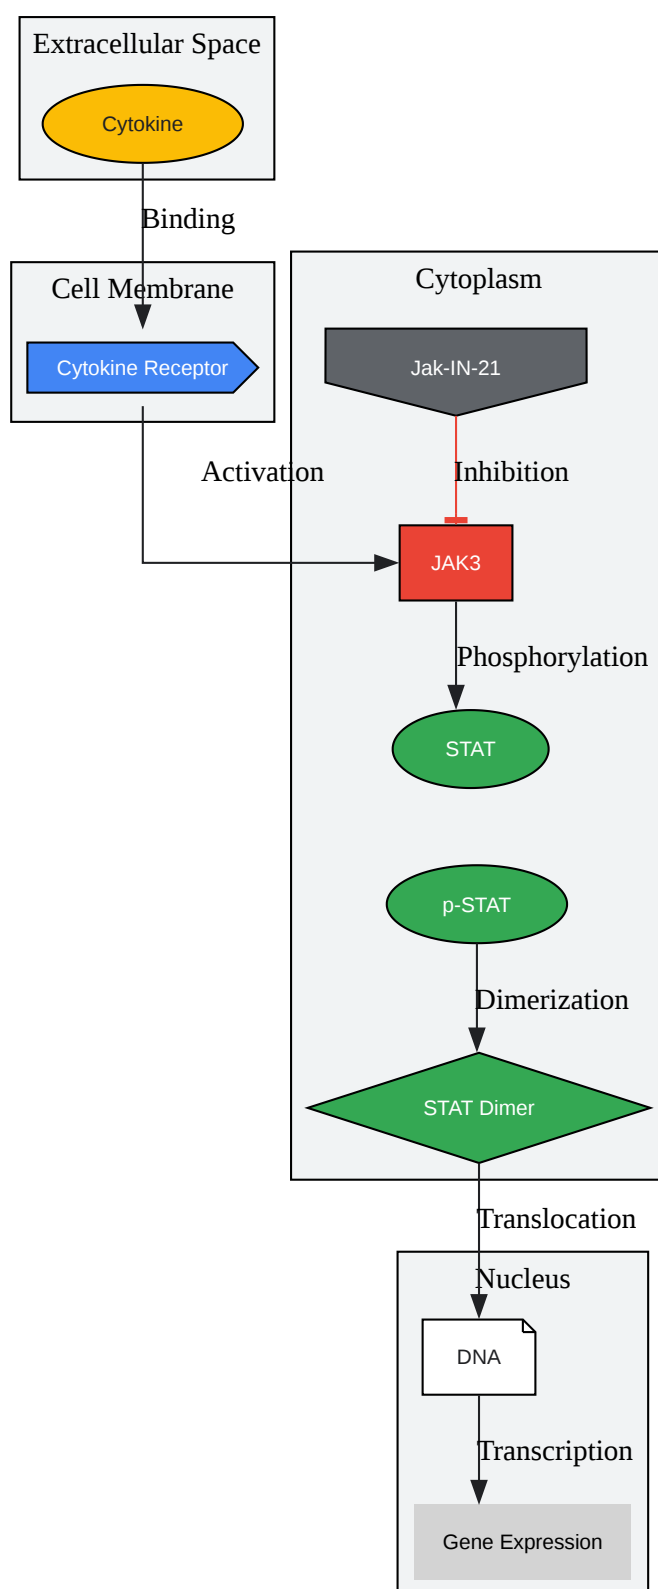 Extracellular Space
Cytokine
Binding
Cell Membrane
Cytokine Receptor
Activation
Cytoplasm
Jak-IN-21
Inhibition
JAK3
Phosphorylation
STAT
p-STAT
Dimerization
STAT Dimer
Translocation
Nucleus
DNA
Transcription
Gene Expression